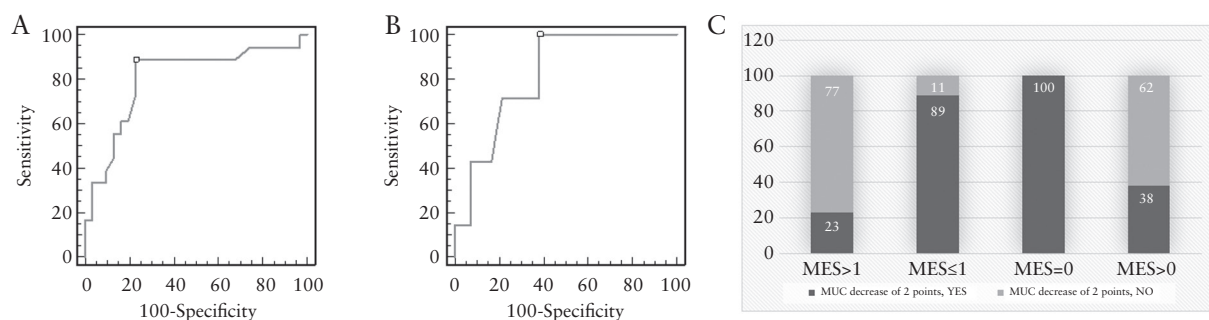 A
Sensitivity
100
80
60
40
20
0
0 20 40 60 80 100
100-Specificity
B
Sensitivity
100
80
60
40
20
0
0 20 40 60 80 100
100-Specificity
C
120
100
80
60
40
20
0
77 11 100 62
89
23 38
MES>1 MES≤1 MES=0 MES>0
MUC decrease of 2 points, YES MUC decrease of 2 points, NO